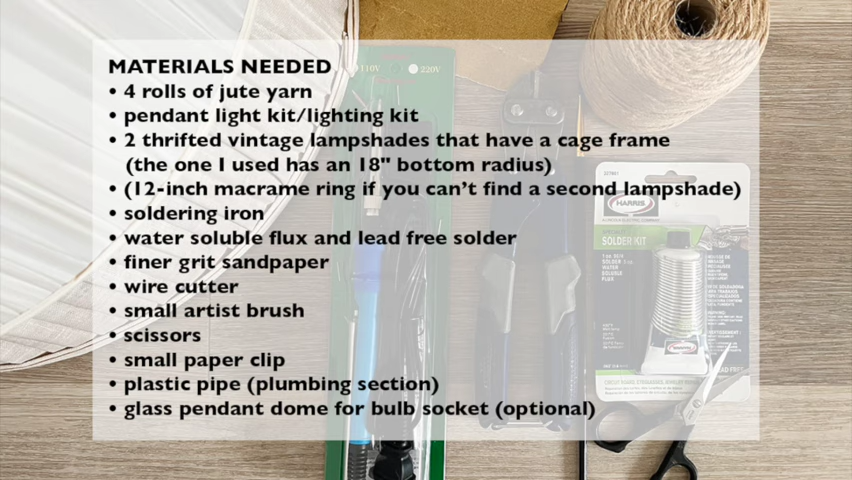 MATERIALS NEEDED
• 4 rolls of jute yarn
• pendant light kit/lighting kit
• 2 thrifted vintage lampshades that have a cage frame
(the one I used has an 18" bottom radius)
• (12-inch macrame ring if you can’t find a second lampshade)
• soldering iron
• water soluble flux and lead free solder
• finer grit sandpaper
• wire cutter
• small artist brush
• scissors
• small paper clip
• plastic pipe (plumbing section)
• glass pendant dome for bulb socket (optional)
110V
220V
HARRIS
SOLDER KIT
HARRIS